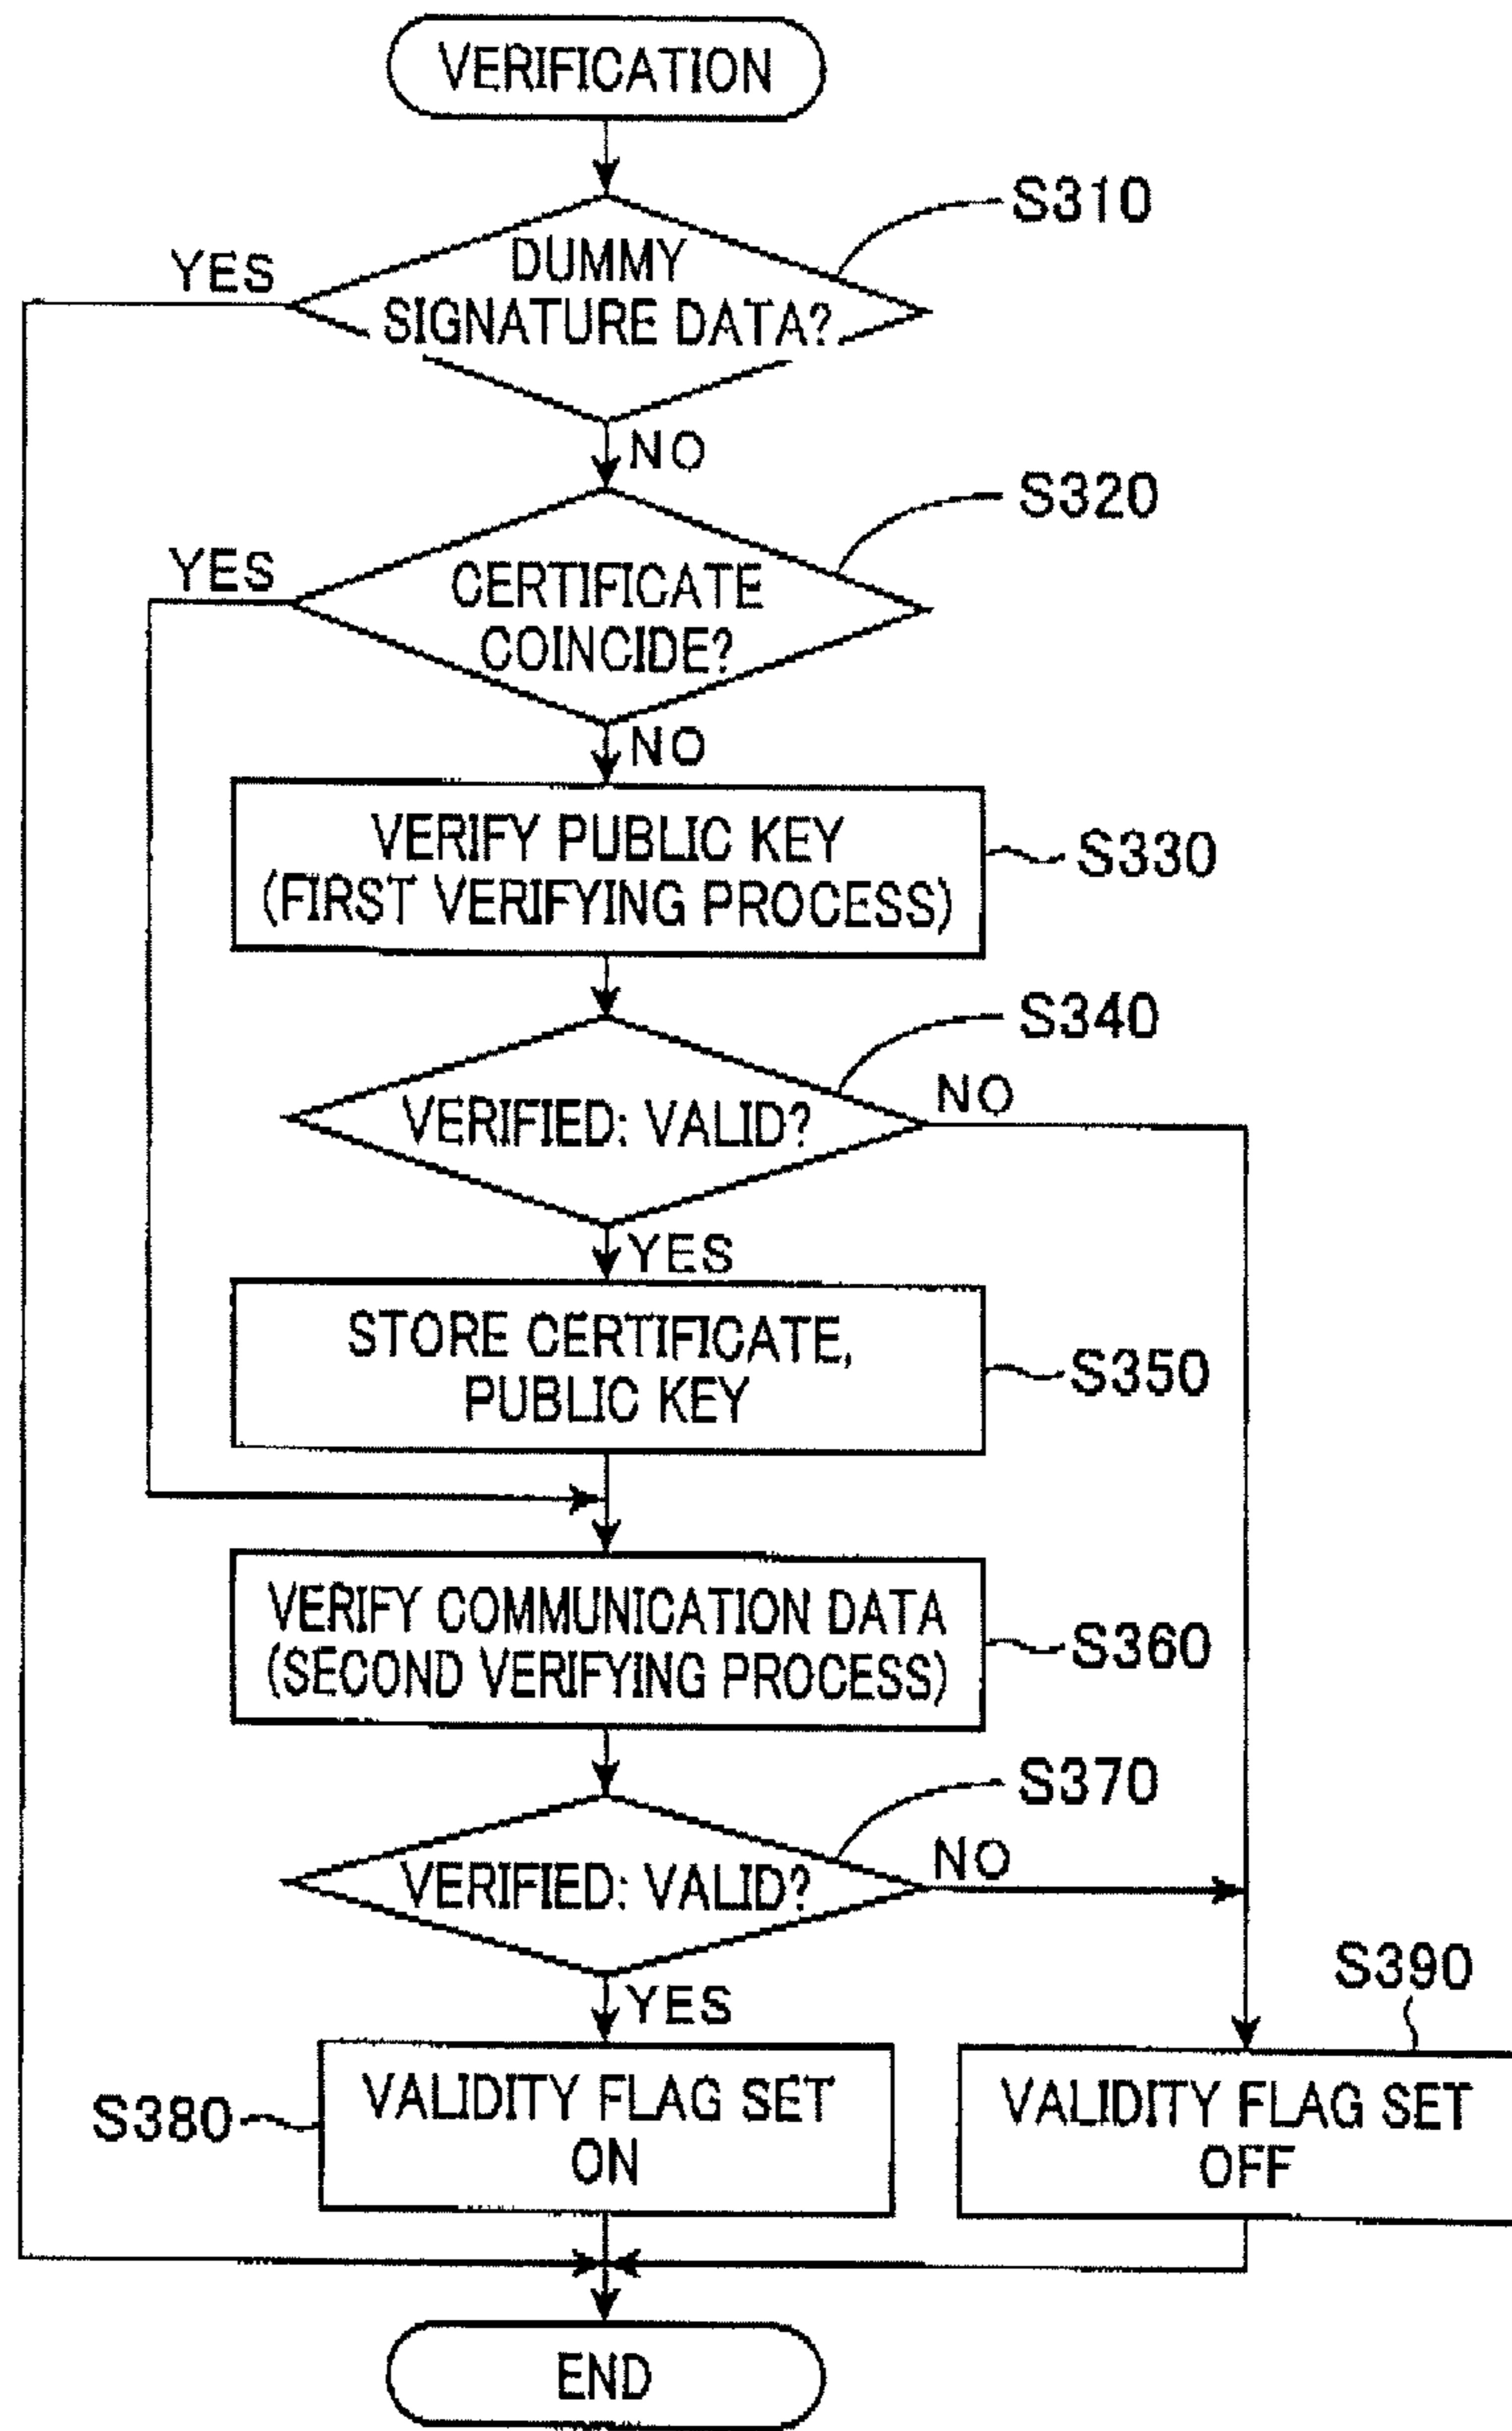 VERIFICATION
S310
YES
DUMMY
SIGNATURE DATA?
NO
S320
YES
CERTIFICATE
COINCIDE?
NO
VERIFY PUBLIC KEY
(FIRST VERIFYING PROCESS)
S330
S340
VERIFIED: VALID?
NO
YES
STORE CERTIFICATE,
PUBLIC KEY
S350
VERIFY COMMUNICATION DATA
(SECOND VERIFYING PROCESS)
S360
S370
VERIFIED: VALID?
NO
YES
S390
S380
VALIDITY FLAG SET
ON
VALIDITY FLAG SET
OFF
END